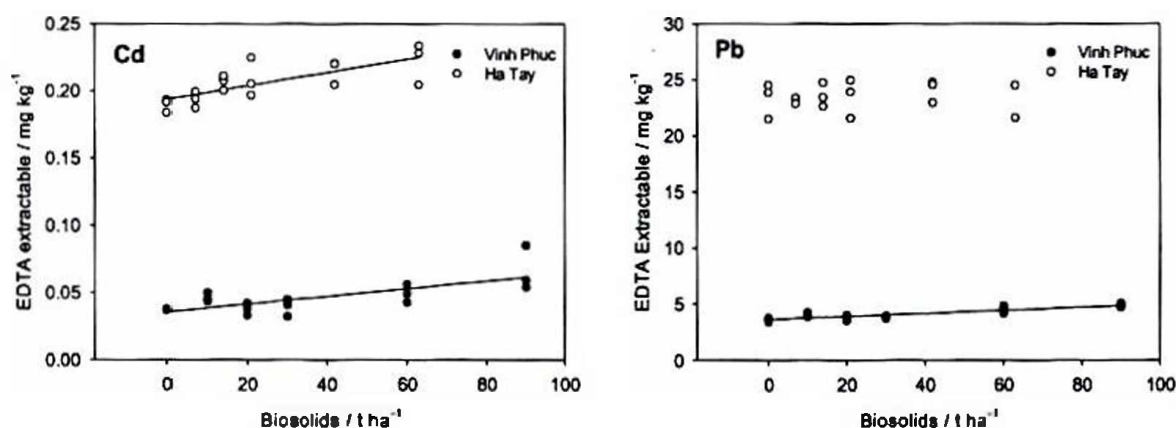 Cd
Vinh Phuc
Ha Tay
EDTA extractable / mg kg⁻¹
0.25
0.20
0.15
0.10
0.05
0.00
0 20 40 60 80 100
Biosolids / t ha⁻¹
Pb
Vinh Phuc
Ha Tay
EDTA Extractable / mg kg⁻¹
30
25
20
15
10
5
0
0 20 40 60 80 100
Biosolids / t ha⁻¹